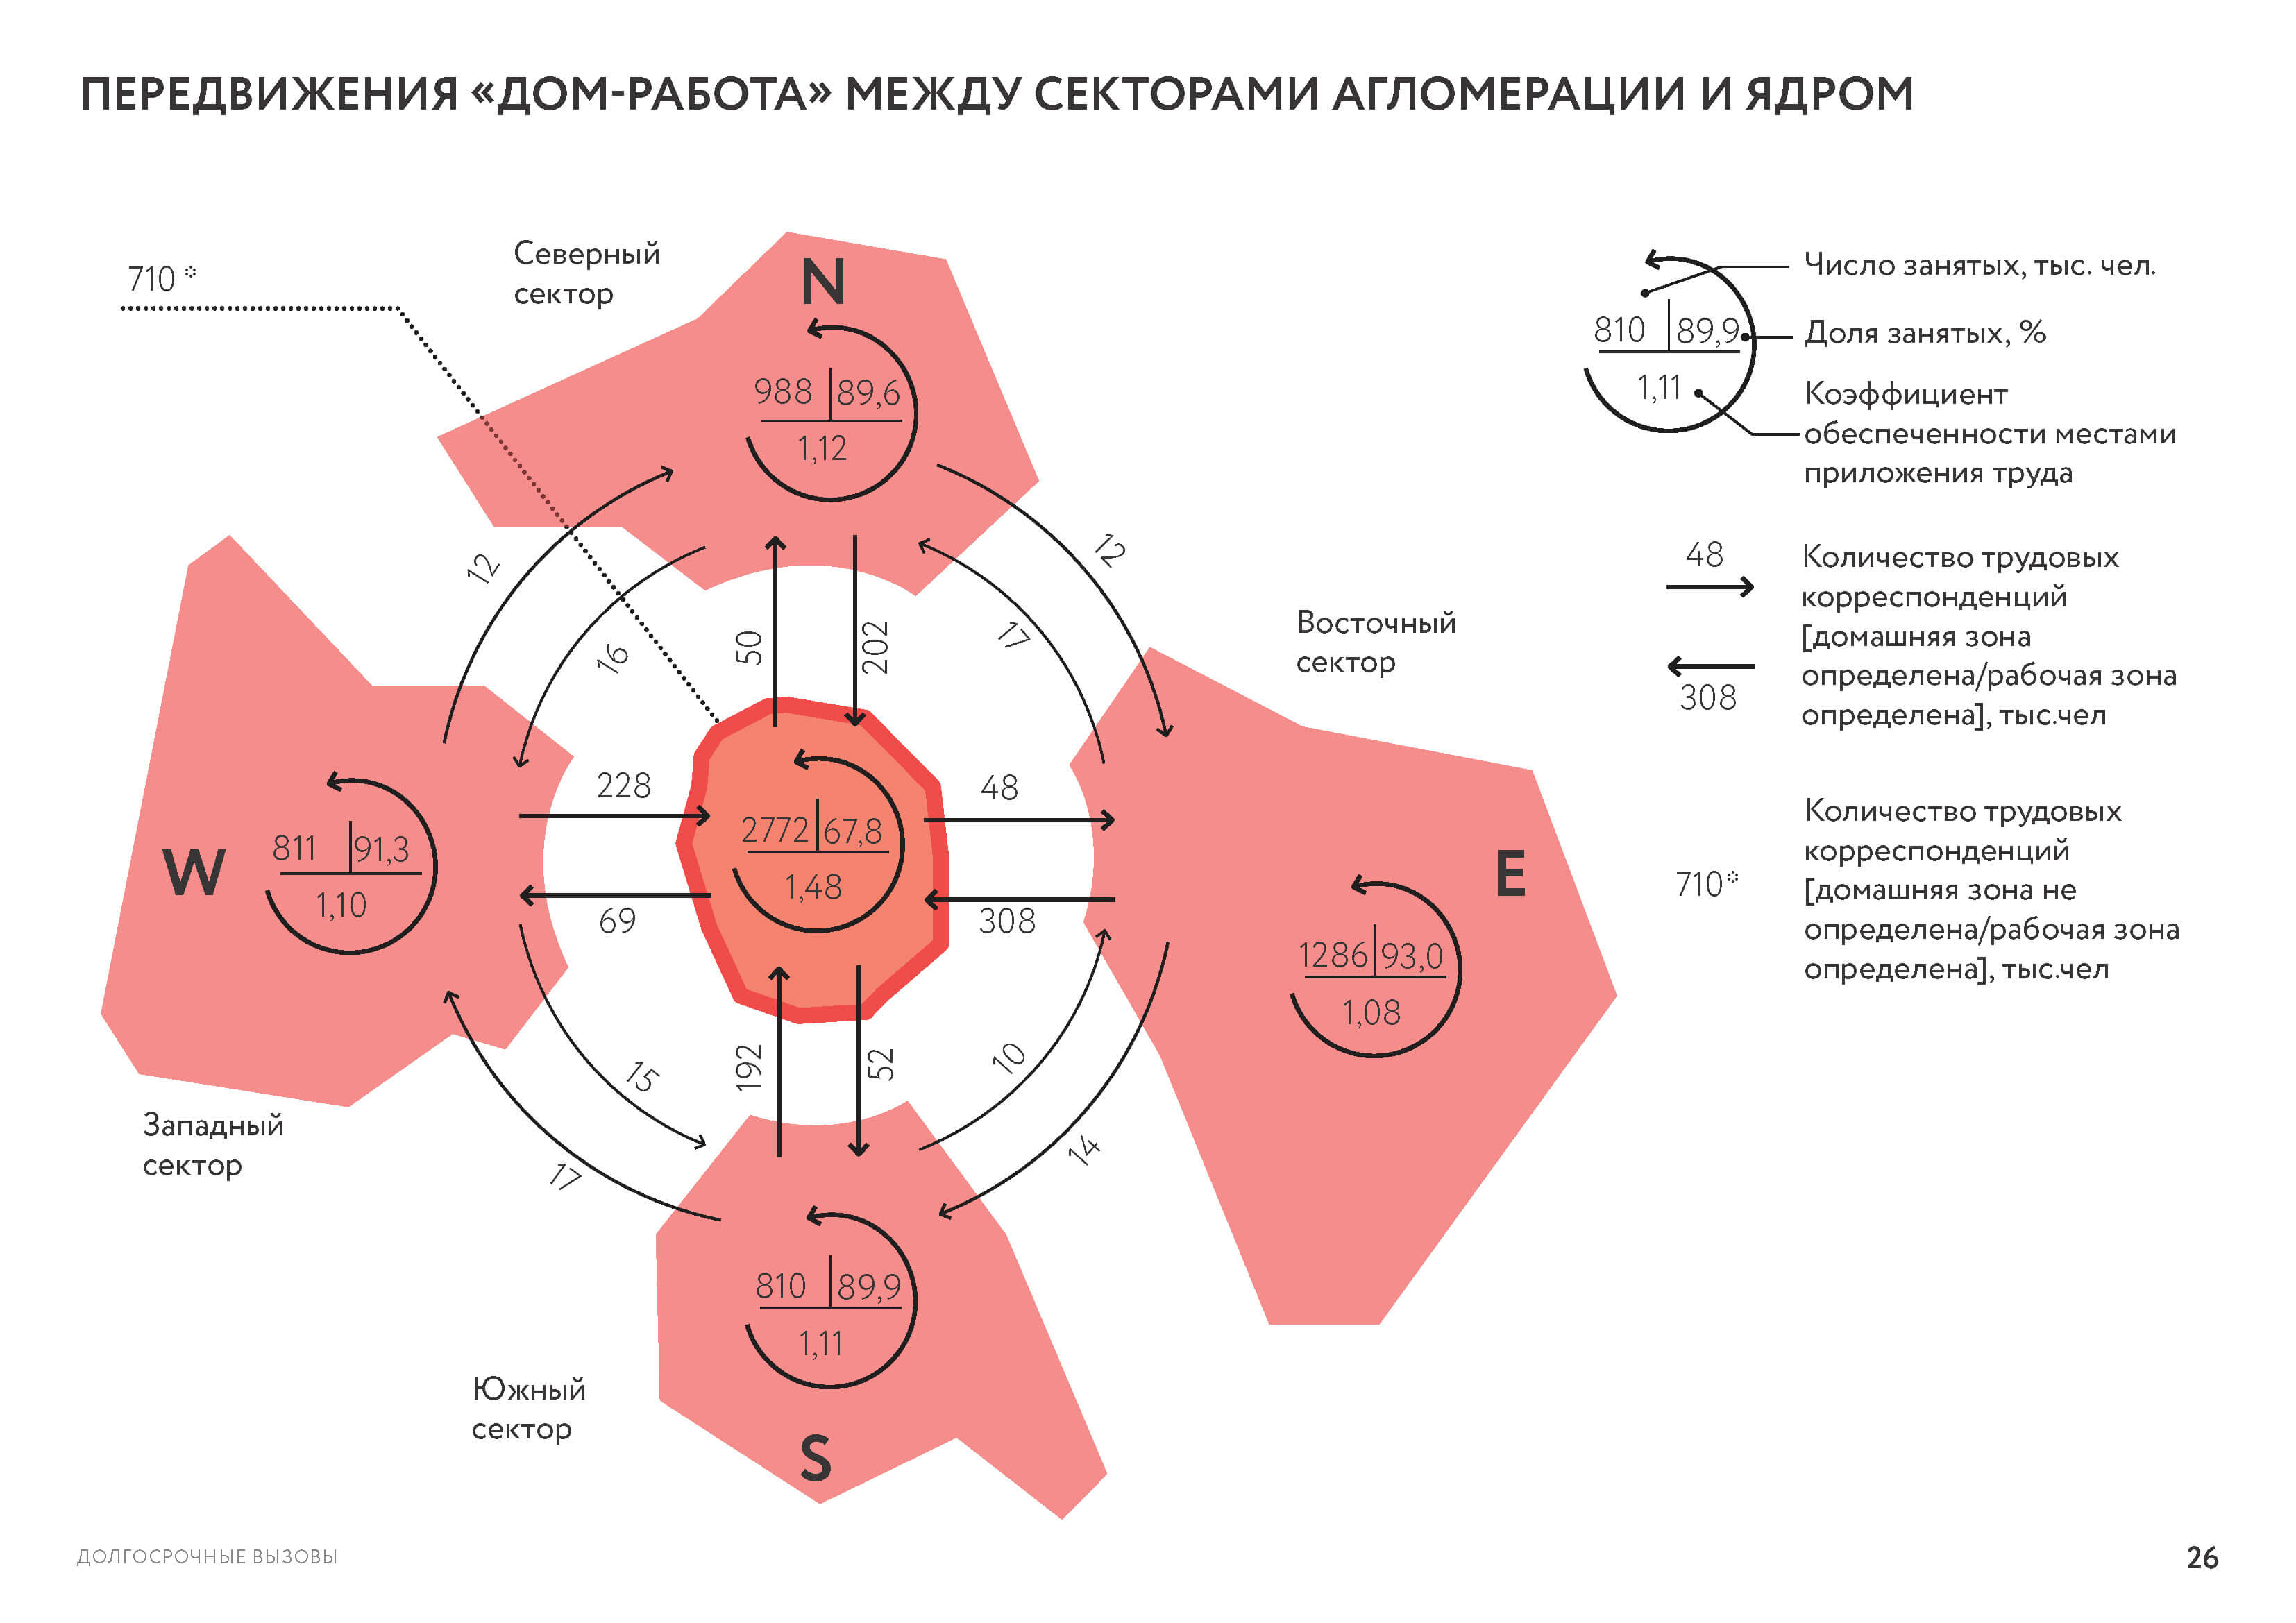 ПЕРЕДВИЖЕНИЯ «ДОМ-РАБОТА» МЕЖДУ СЕКТОРАМИ АГЛОМЕРАЦИИ И ЯДРОМ
710 *
Северный
сектор
N
988 89,6
1,12
12
16
50
202
17
12
Восточный
сектор
228
48
W
811 91,3
1,10
2772 67,8
1,48
69
308
E
1286 93,0
1,08
Западный
сектор
15
17
192
52
10
14
810 89,9
1,11
Южный
сектор
S
810 89,9
1,11
Число занятых, тыс. чел.
Доля занятых, %
Коэффициент
обеспеченности местами
приложения труда
48
308
Количество трудовых
корреспонденций
[домашняя зона
определена/рабочая зона
определена], тыс.чел
710*
Количество трудовых
корреспонденций
[домашняя зона не
определена/рабочая зона
определена], тыс.чел
ДОЛГОСРОЧНЫЕ ВЫЗОВЫ
26